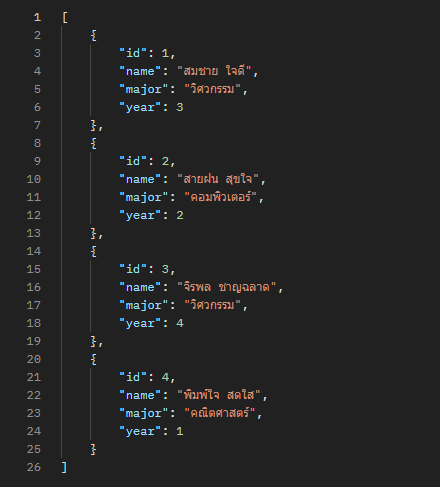 1 [
2 {
3 "id": 1,
4 "name": "สมชาย ใจดี",
5 "major": "วิศวกรรม",
6 "year": 3
7 },
8 {
9 "id": 2,
10 "name": "สายฝน สุขใจ",
11 "major": "คอมพิวเตอร์",
12 "year": 2
13 },
14 {
15 "id": 3,
16 "name": "จิรพล ชาญฉลาด",
17 "major": "วิศวกรรม",
18 "year": 4
19 },
20 {
21 "id": 4,
22 "name": "พิมพ์ใจ สดใส",
23 "major": "คณิตศาสตร์",
24 "year": 1
25 }
26 ]